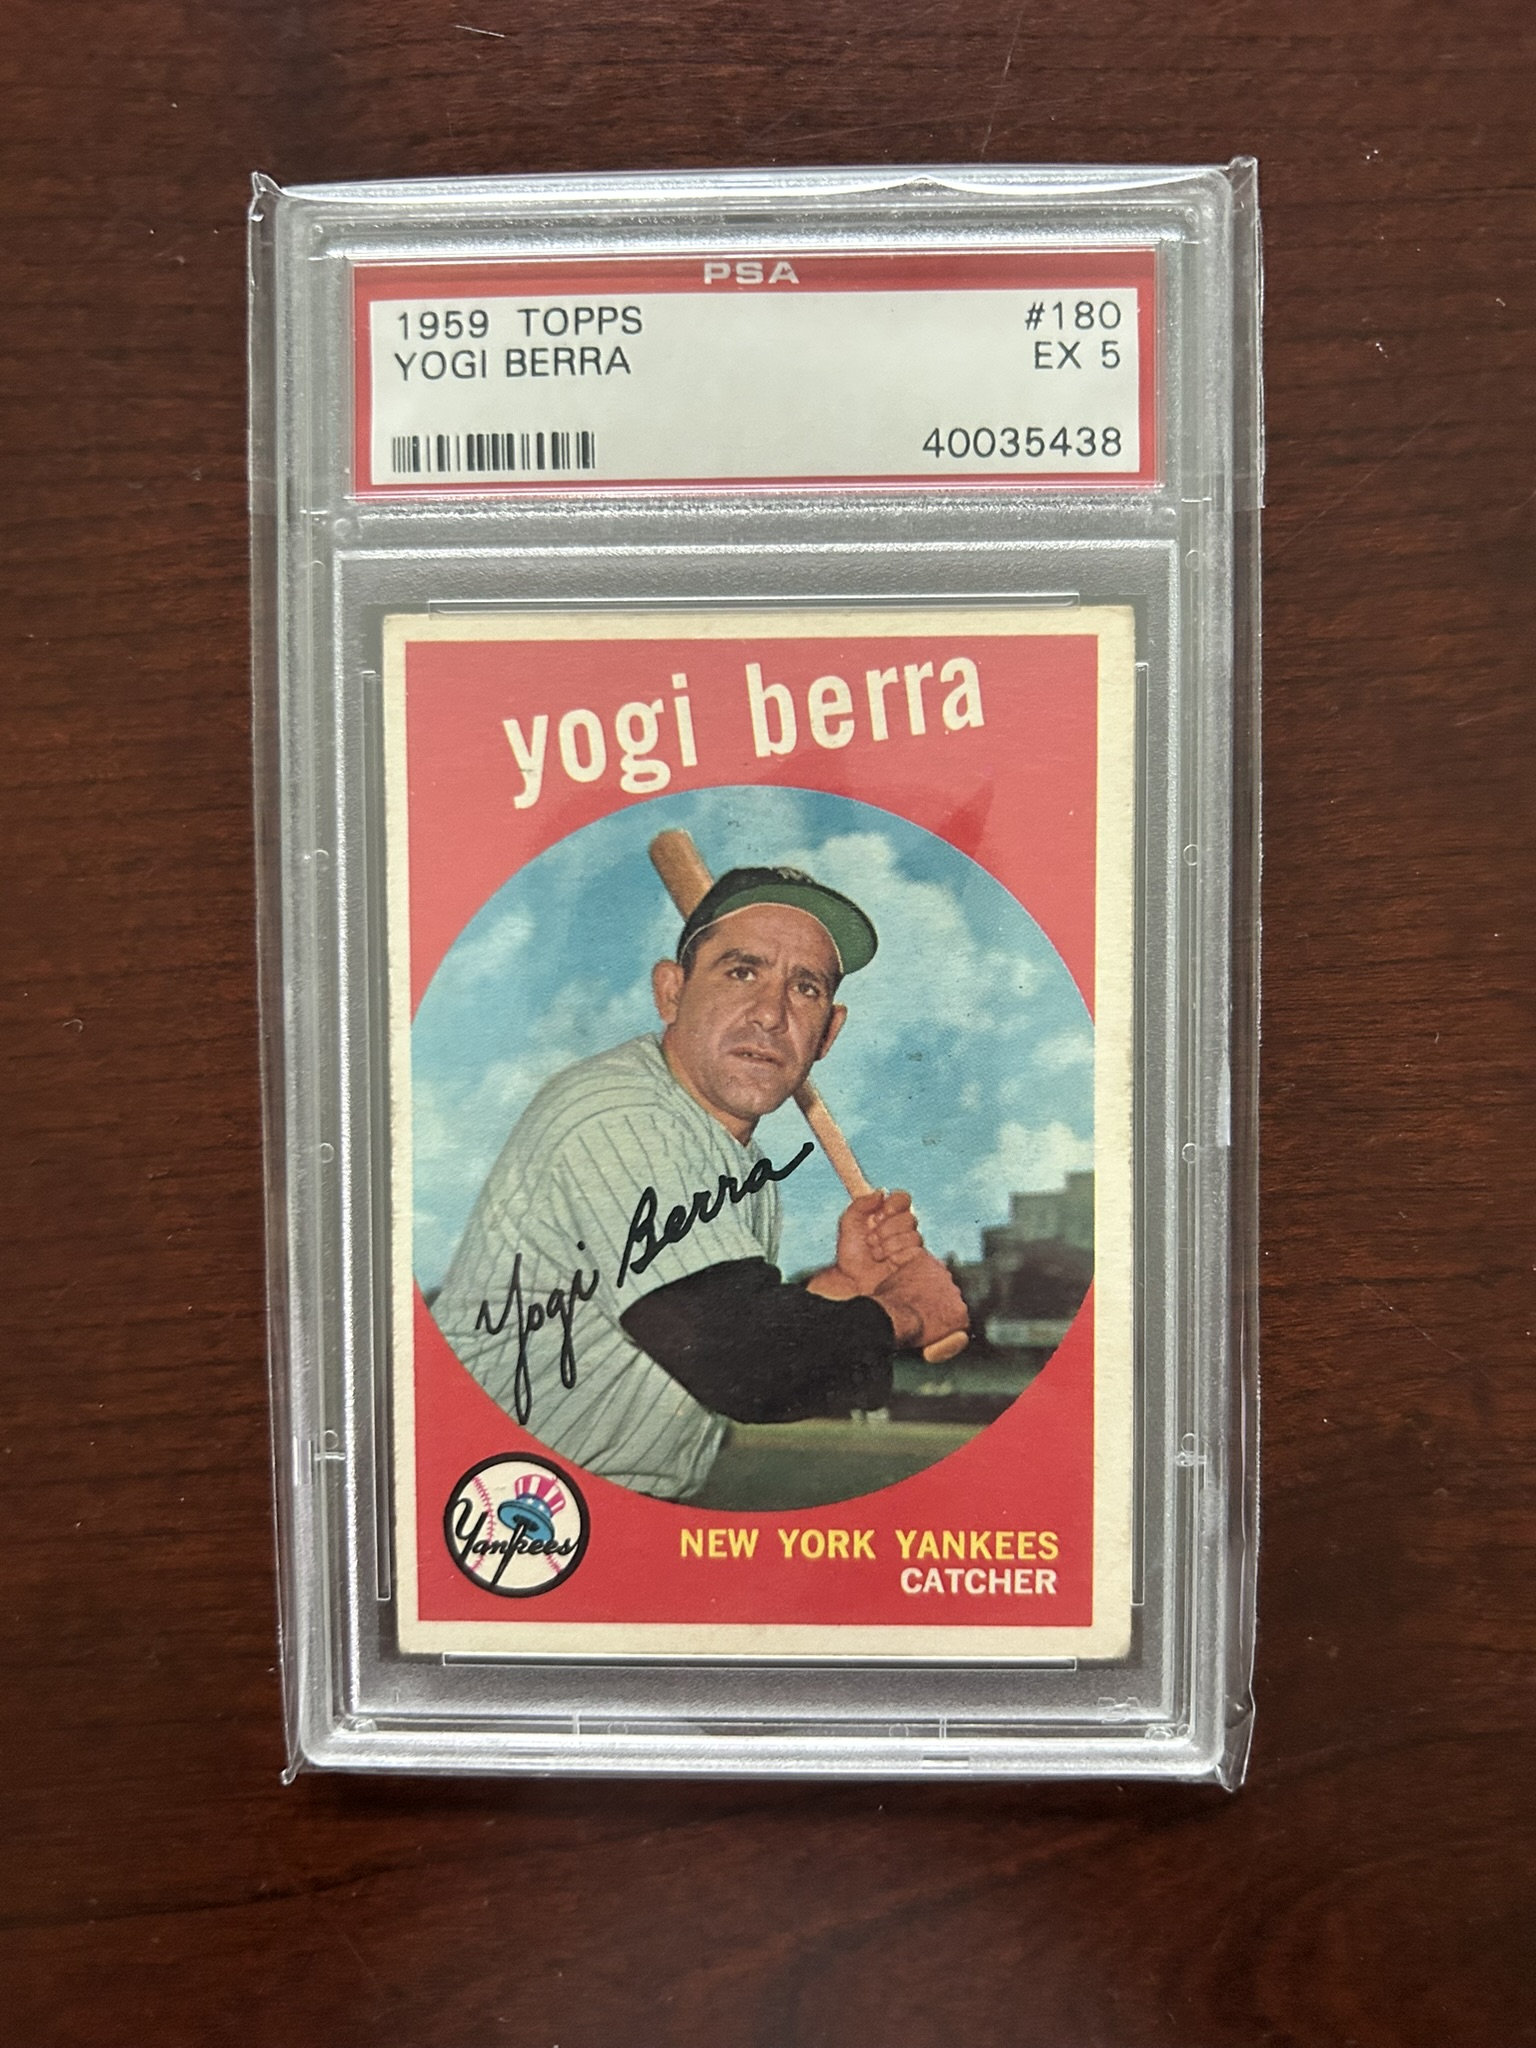 PSA
1959 TOPPS #180
YOGI BERRA EX 5
40035438
yogi berra
Yogi Berra
Yankees
NEW YORK YANKEES
CATCHER